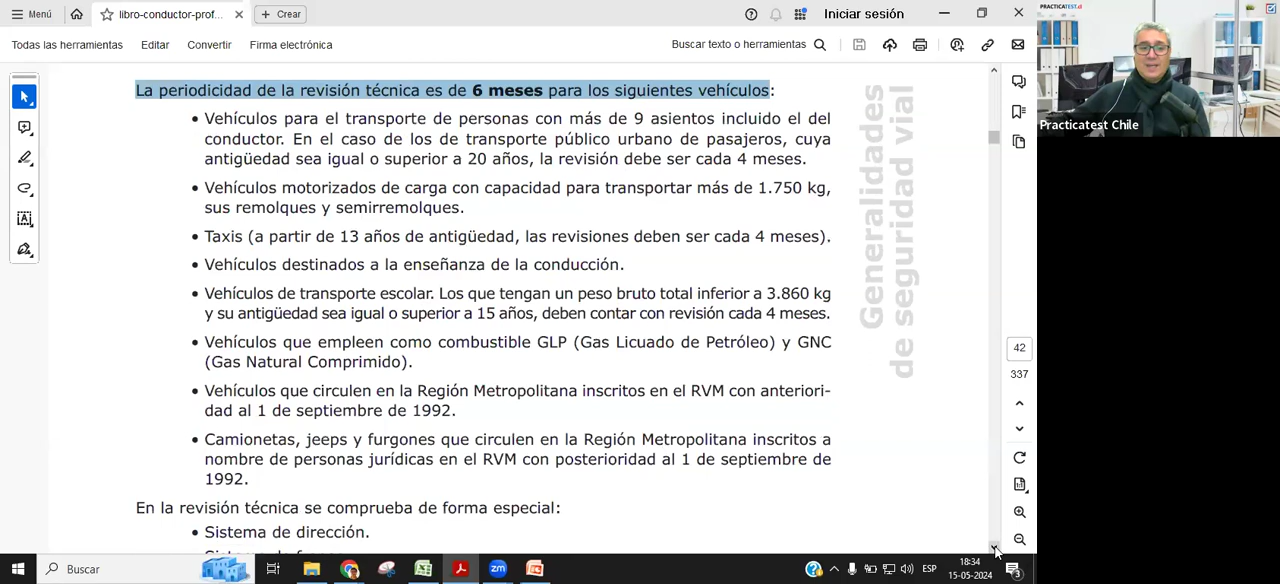 Menú
libro-conductor-prof...
Crear
Iniciar sesión
Todas las herramientas
Editar
Convertir
Firma electrónica
Buscar texto o herramientas
PRACTICATEST.cl
Practicatest Chile
La periodicidad de la revisión técnica es de 6 meses para los siguientes vehículos:
• Vehículos para el transporte de personas con más de 9 asientos incluido el del
conductor. En el caso de los de transporte público urbano de pasajeros, cuya
antigüedad sea igual o superior a 20 años, la revisión debe ser cada 4 meses.
• Vehículos motorizados de carga con capacidad para transportar más de 1.750 kg,
sus remolques y semirremolques.
• Taxis (a partir de 13 años de antigüedad, las revisiones deben ser cada 4 meses).
• Vehículos destinados a la enseñanza de la conducción.
• Vehículos de transporte escolar. Los que tengan un peso bruto total inferior a 3.860 kg
y su antigüedad sea igual o superior a 15 años, deben contar con revisión cada 4 meses.
• Vehículos que empleen como combustible GLP (Gas Licuado de Petróleo) y GNC
(Gas Natural Comprimido).
• Vehículos que circulen en la Región Metropolitana inscritos en el RVM con anteriori-
dad al 1 de septiembre de 1992.
• Camionetas, jeeps y furgones que circulen en la Región Metropolitana inscritos a
nombre de personas jurídicas en el RVM con posterioridad al 1 de septiembre de
1992.
En la revisión técnica se comprueba de forma especial:
• Sistema de dirección.
Generalidades
de seguridad vial
42
337
Buscar
ESP
18:34
15-05-2024
3